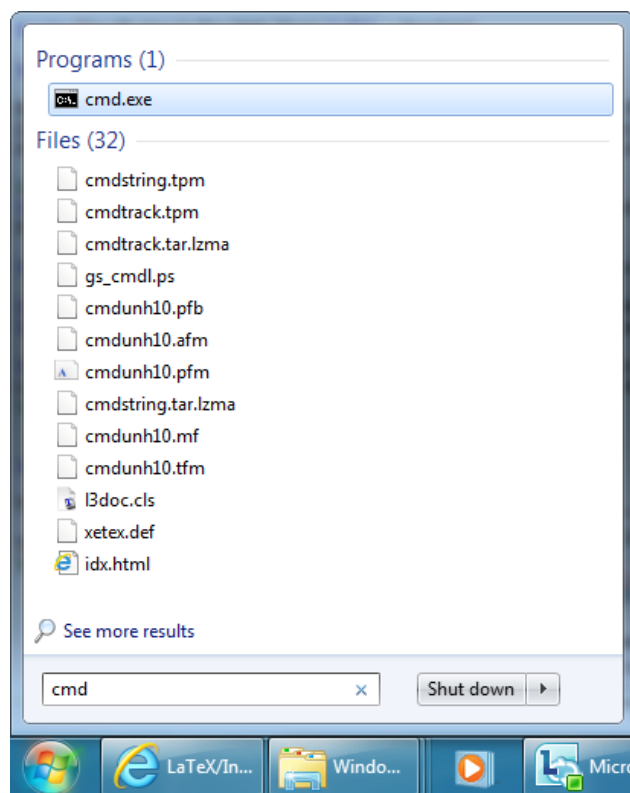 Programs (1)
cmd.exe
Files (32)
cmdstring.tpm
cmdtrack.tpm
cmdtrack.tar.lzma
gs_cmdl.ps
cmdunh10.pfb
cmdunh10.afm
cmdunh10.pfm
cmdstring.tar.lzma
cmdunh10.mf
cmdunh10.tfm
l3doc.cls
xetex.def
idx.html
See more results
cmd
Shut down
LaTeX/In...
Windo...
Micro